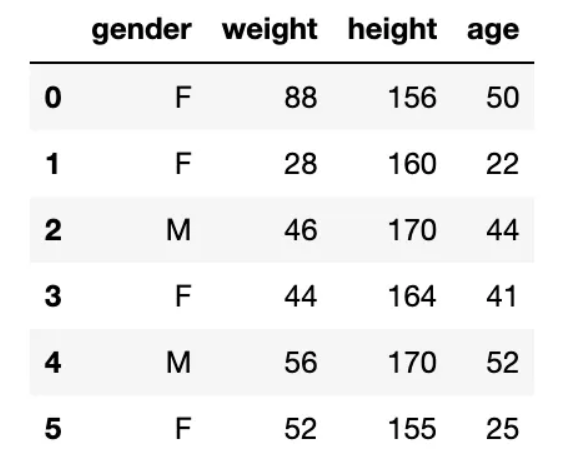 gender weight height age
0 F 88 156 50
1 F 28 160 22
2 M 46 170 44
3 F 44 164 41
4 M 56 170 52
5 F 52 155 25